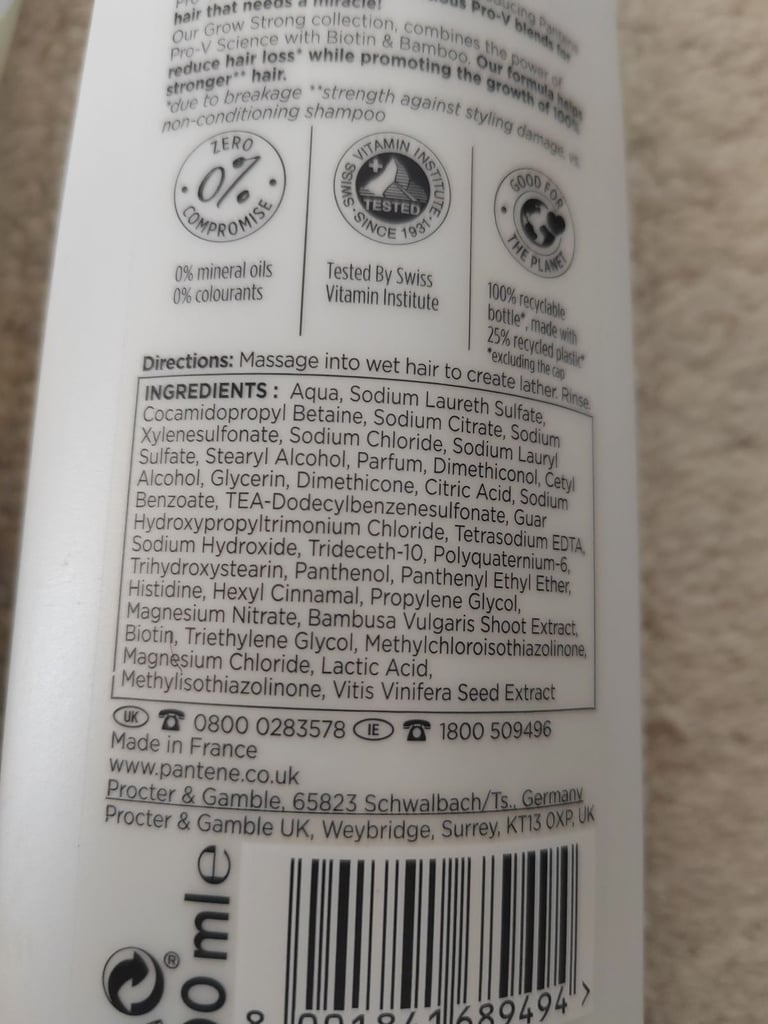 hair that needs a miracle!
Pro-V blends for
Our Grow Strong collection, combines the power of
Pro-V Science with Biotin & Bamboo. Our formula helps
reduce hair loss* while promoting the growth of 100%
stronger** hair.
*due to breakage **strength against styling damage, vs.
non-conditioning shampoo
ZERO
0%
COMPROMISE
0% mineral oils
0% colourants
SWISS VITAMIN INSTITUTE
TESTED
SINCE 1931
Tested By Swiss
Vitamin Institute
GOOD FOR
THE PLANET
100% recyclable
bottle*, made with
25% recycled plastic*
*excluding the cap
Directions: Massage into wet hair to create lather. Rinse.
INGREDIENTS : Aqua, Sodium Laureth Sulfate,
Cocamidopropyl Betaine, Sodium Citrate, Sodium
Xylenesulfonate, Sodium Chloride, Sodium Lauryl
Sulfate, Stearyl Alcohol, Parfum, Dimethiconol, Cetyl
Alcohol, Glycerin, Dimethicone, Citric Acid, Sodium
Benzoate, TEA-Dodecylbenzenesulfonate, Guar
Hydroxypropyltrimonium Chloride, Tetrasodium EDTA,
Sodium Hydroxide, Trideceth-10, Polyquaternium-6,
Trihydroxystearin, Panthenol, Panthenyl Ethyl Ether,
Histidine, Hexyl Cinnamal, Propylene Glycol,
Magnesium Nitrate, Bambusa Vulgaris Shoot Extract,
Biotin, Triethylene Glycol, Methylchloroisothiazolinone,
Magnesium Chloride, Lactic Acid,
Methylisothiazolinone, Vitis Vinifera Seed Extract
UK 0800 0283578 IE 1800 509496
Made in France
www.pantene.co.uk
Procter & Gamble, 65823 Schwalbach/Ts., Germany
Procter & Gamble UK, Weybridge, Surrey, KT13 0XP, UK
00 ml e
689494 >